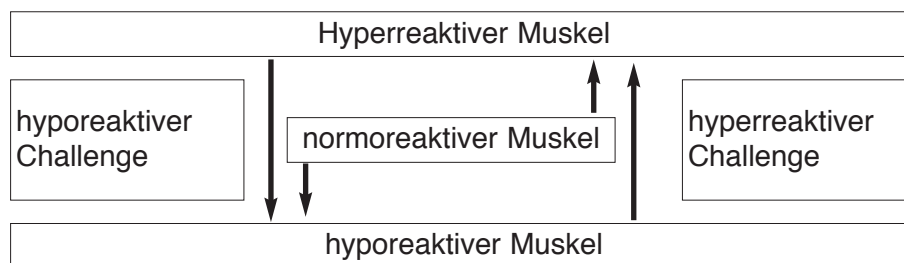 Hyperreaktiver Muskel
hyporeaktiver
Challenge
normoreaktiver Muskel
hyperreaktiver
Challenge
hyporeaktiver Muskel